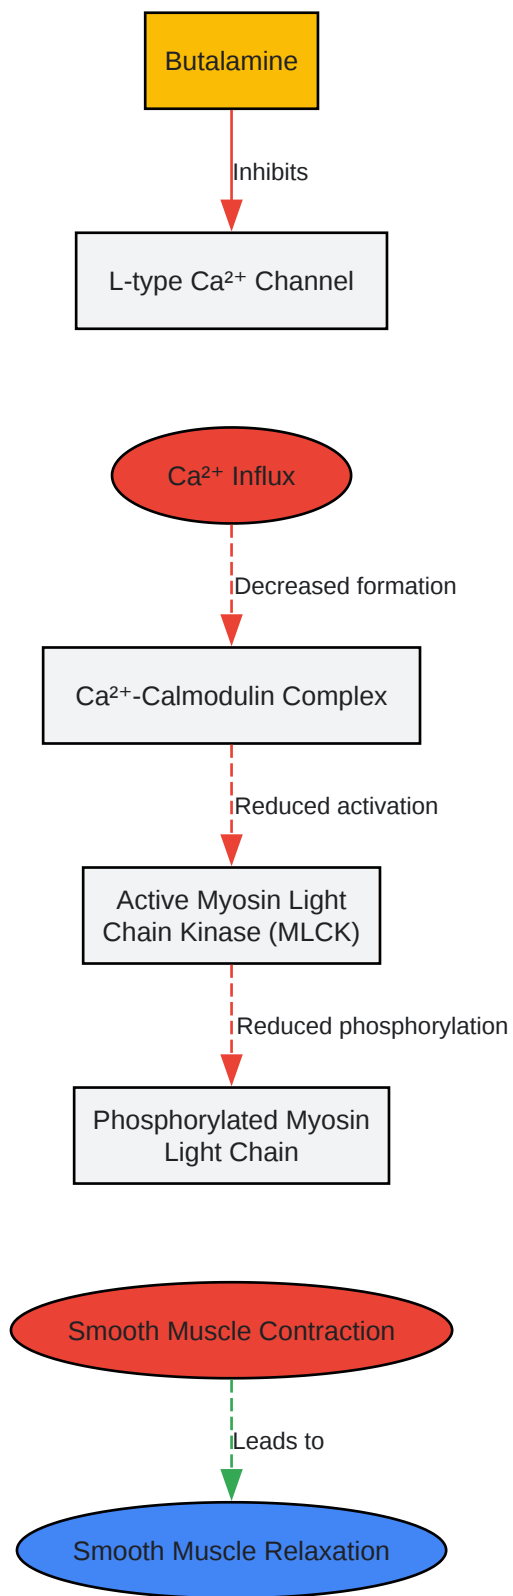 Butalamine
Inhibits
L-type Ca²⁺ Channel
Ca²⁺ Influx
Decreased formation
Ca²⁺-Calmodulin Complex
Reduced activation
Active Myosin Light
Chain Kinase (MLCK)
Reduced phosphorylation
Phosphorylated Myosin
Light Chain
Smooth Muscle Contraction
Leads to
Smooth Muscle Relaxation